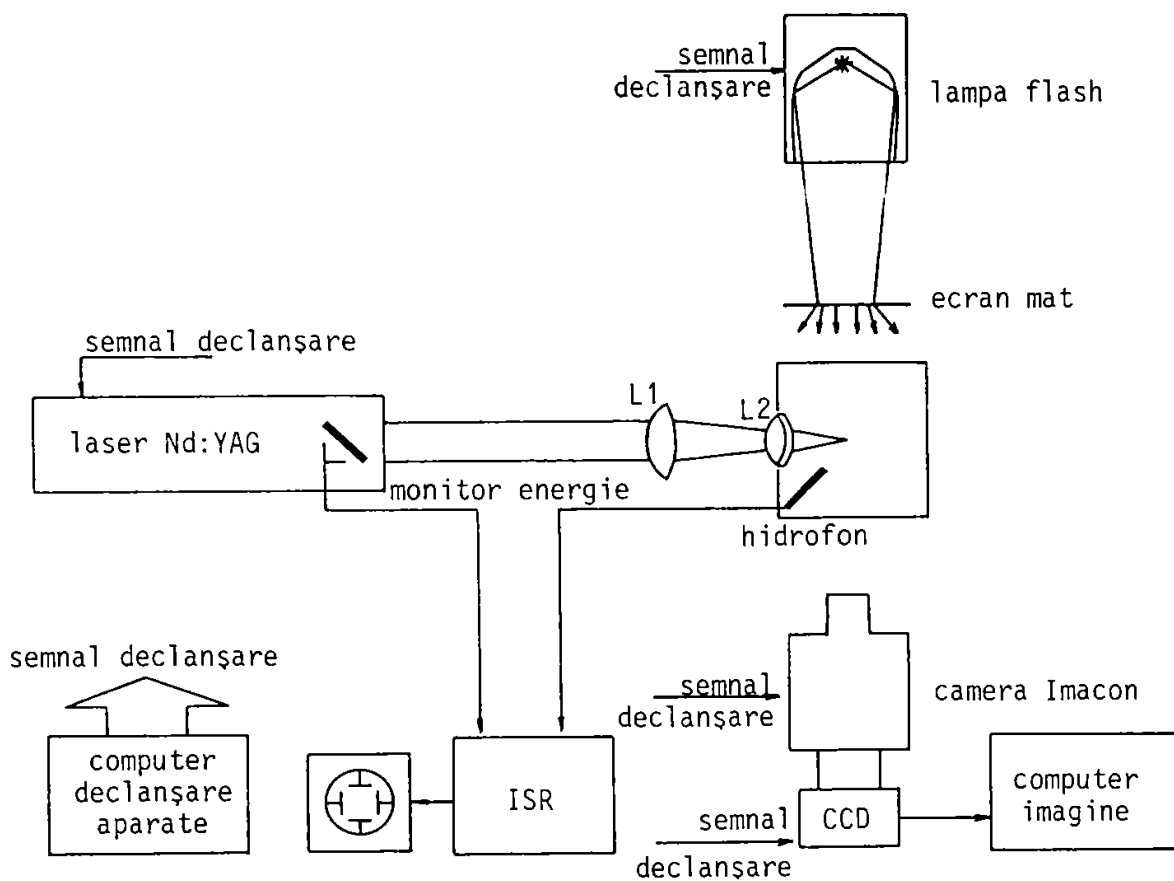 semnal
declanşare
lampa flash
ecran mat
semnal declanşare
L1
L2
laser Nd:YAG
monitor energie
hidrofon
semnal declanşare
semnal
declanşare
camera Imacon
computer
declanşare
aparate
ISR
computer
imagine
semnal
declanşare
CCD